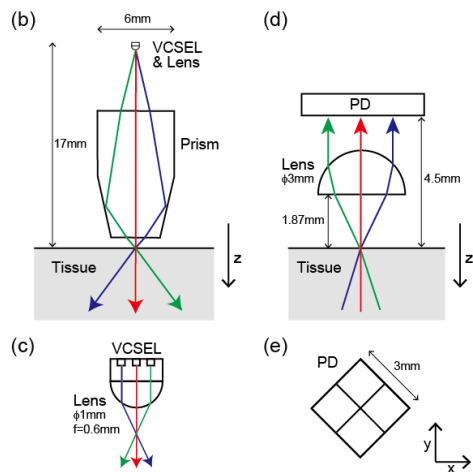 (b)
6mm
VCSEL
& Lens
17mm
Prism
z
Tissue
(d)
PD
Lens
ϕ3mm
4.5mm
1.87mm
z
Tissue
(c)
VCSEL
Lens
ϕ1mm
f=0.6mm
(e)
PD
3mm
y
x